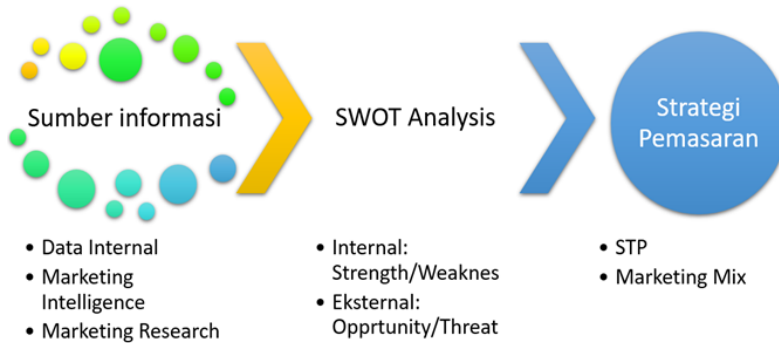 Sumber informasi
SWOT Analysis
Strategi
Pemasaran
• Data Internal
• Marketing
Intelligence
• Marketing Research
• Internal:
Strength/Weaknes
• Eksternal:
Opprtunity/Threat
• STP
• Marketing Mix